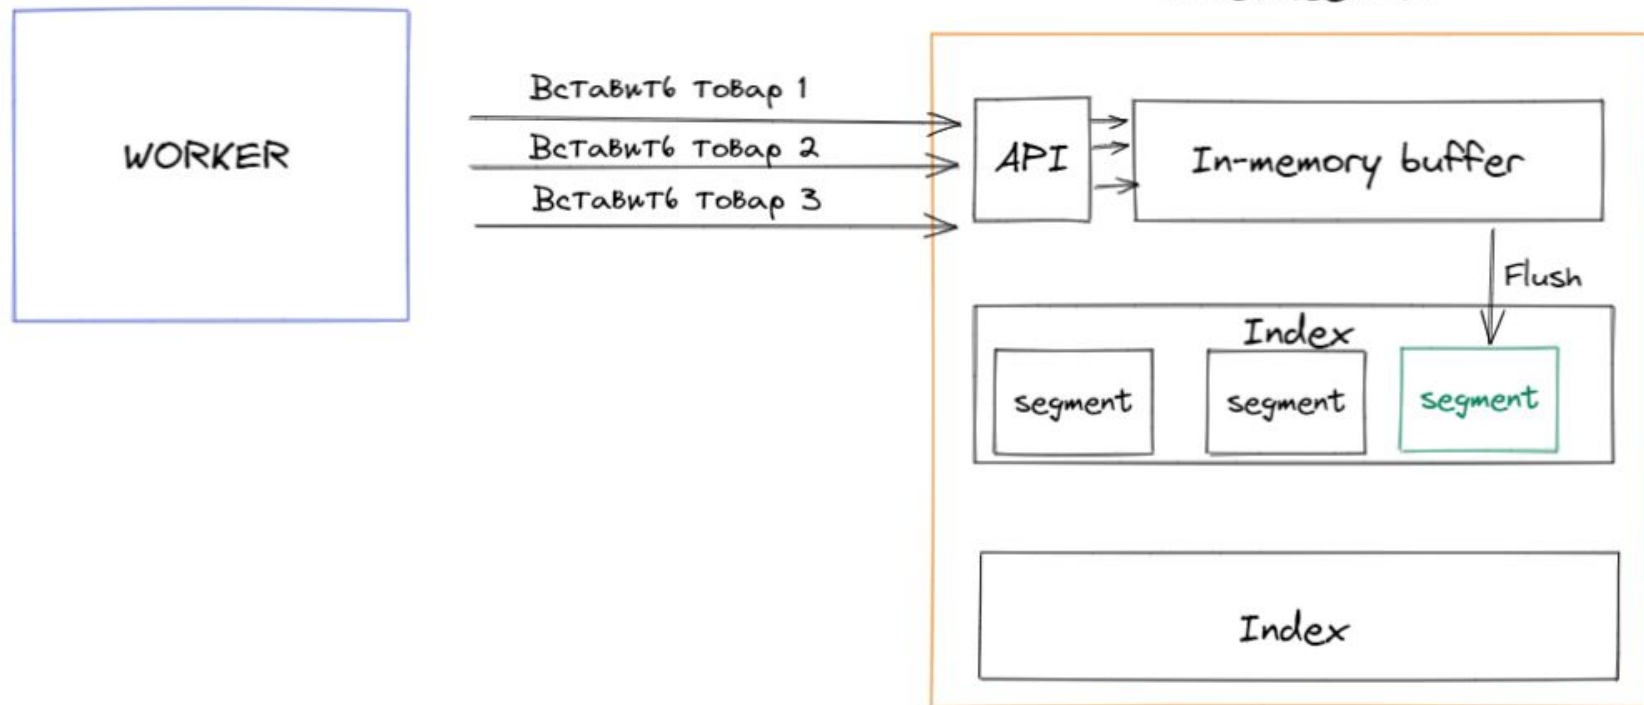 WORKER
Вставить товар 1
Вставить товар 2
Вставить товар 3
API
In-memory buffer
Flush
Index
segment
segment
segment
Index